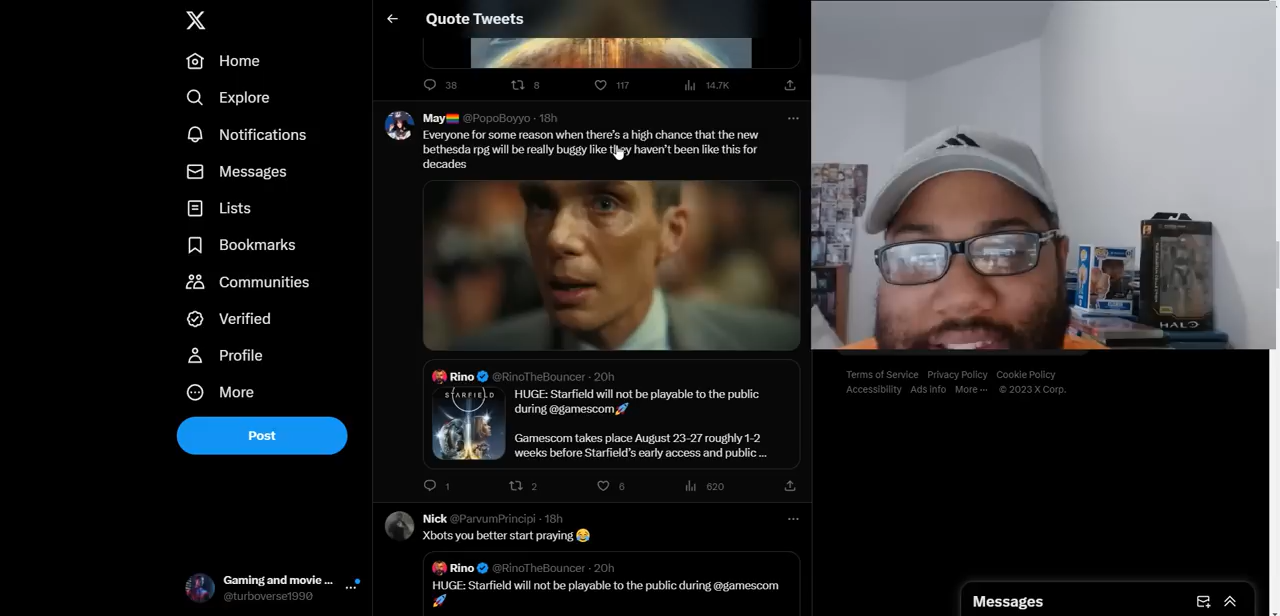 Quote Tweets
Home
Explore
Notifications
Messages
Lists
Bookmarks
Communities
Verified
Profile
More
Post
Gaming and movie ...
@turboverse1990
38
8
117
14.7K
May🏳️‍🌈 @PopoBoyyo · 18h
Everyone for some reason when there's a high chance that the new
bethesda rpg will be really buggy like they haven't been like this for
decades
Rino @RinoTheBouncer · 20h
STARFIELD
HUGE: Starfield will not be playable to the public
during @gamescom🚀
Gamescom takes place August 23-27 roughly 1-2
weeks before Starfield's early access and public ...
1
2
6
620
Nick @ParvumPrincipi · 18h
Xbots you better start praying 😂
Rino @RinoTheBouncer · 20h
HUGE: Starfield will not be playable to the public during @gamescom
🚀
HALO
Terms of Service Privacy Policy Cookie Policy
Accessibility Ads info More ··· © 2023 X Corp.
Messages